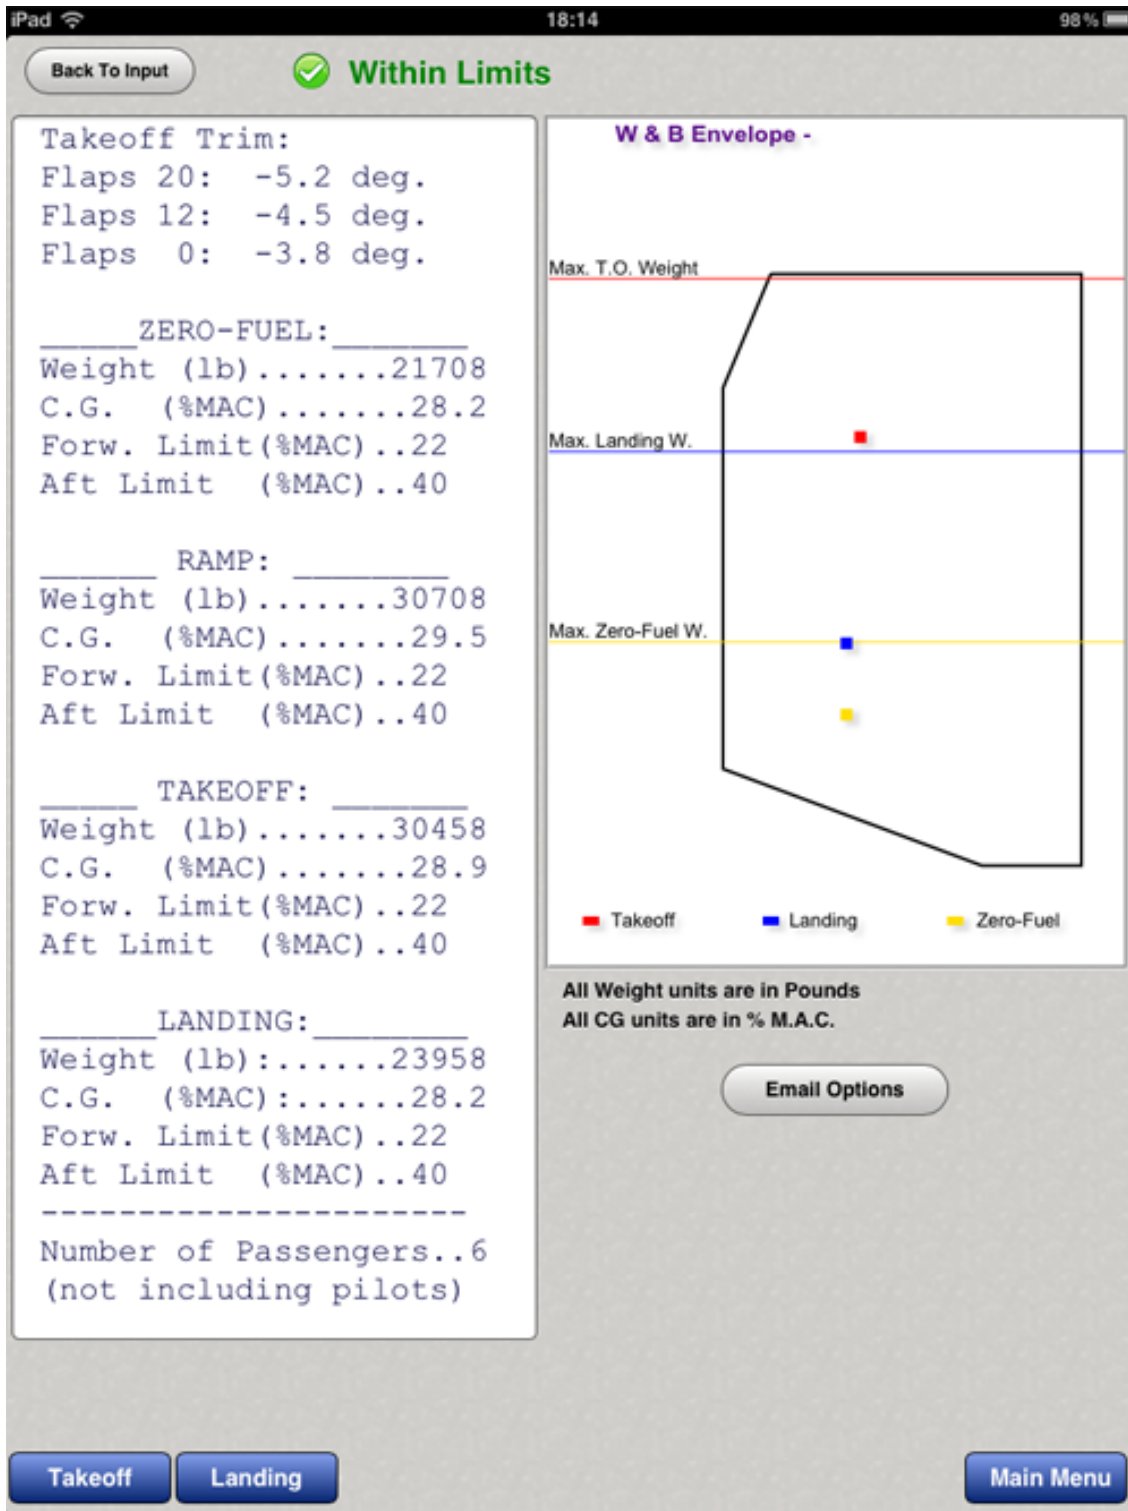 iPad 18:14 98%
Back To Input Within Limits
Takeoff Trim:
Flaps 20: -5.2 deg.
Flaps 12: -4.5 deg.
Flaps 0: -3.8 deg.
_____ZERO-FUEL:_______
Weight (lb).......21708
C.G. (%MAC).......28.2
Forw. Limit(%MAC)..22
Aft Limit (%MAC)..40
______ RAMP: ________
Weight (lb).......30708
C.G. (%MAC).......29.5
Forw. Limit(%MAC)..22
Aft Limit (%MAC)..40
_____ TAKEOFF: _______
Weight (lb).......30458
C.G. (%MAC).......28.9
Forw. Limit(%MAC)..22
Aft Limit (%MAC)..40
______LANDING:________
Weight (lb):......23958
C.G. (%MAC):......28.2
Forw. Limit(%MAC)..22
Aft Limit (%MAC)..40
----------------------
Number of Passengers..6
(not including pilots)
W & B Envelope -
Max. T.O. Weight
Max. Landing W.
Max. Zero-Fuel W.
Takeoff Landing Zero-Fuel
All Weight units are in Pounds
All CG units are in % M.A.C.
Email Options
Takeoff Landing Main Menu